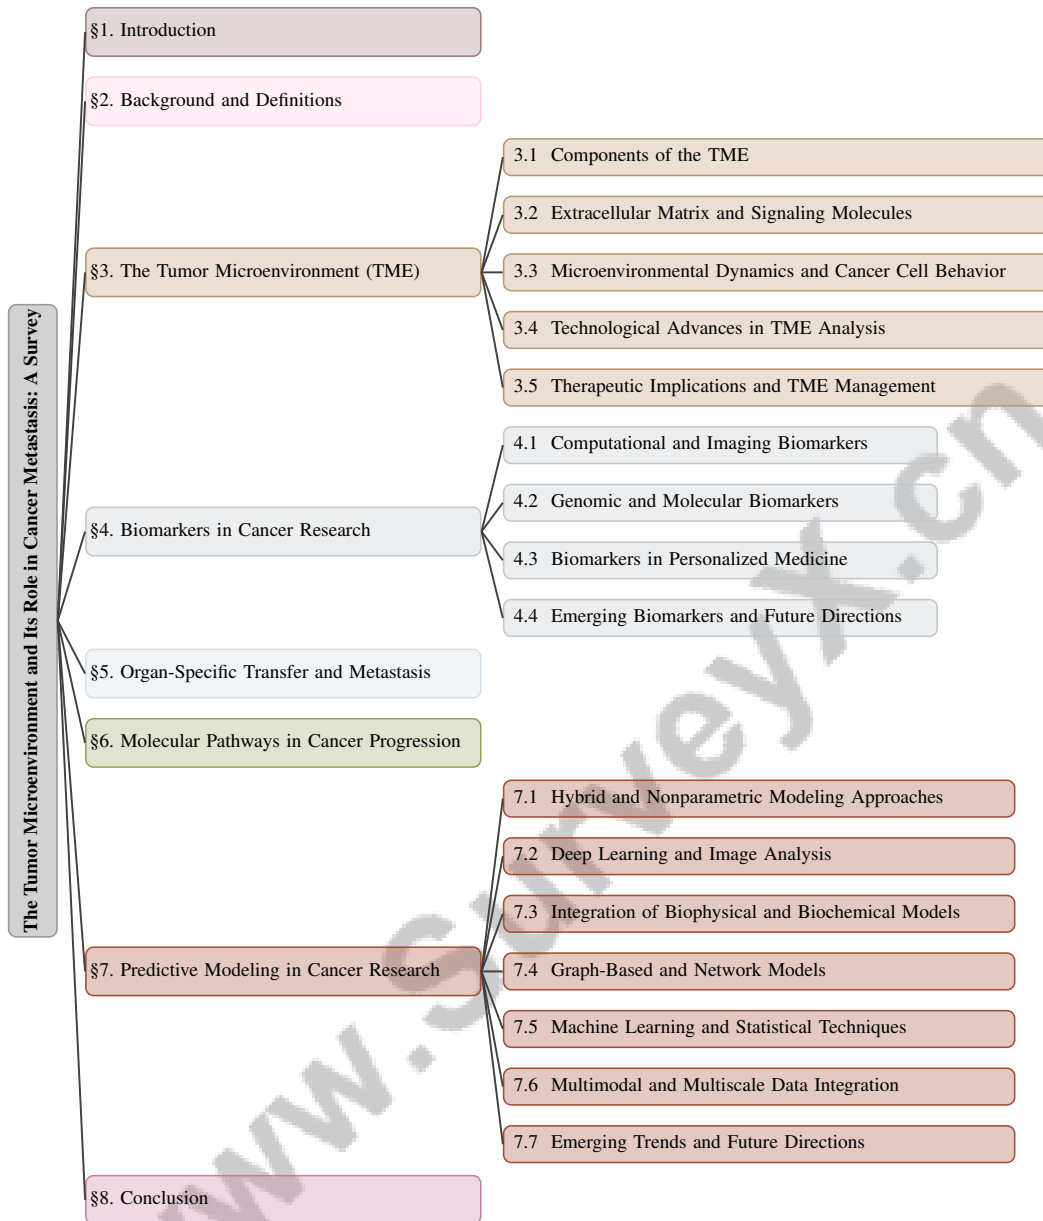 The Tumor Microenvironment and Its Role in Cancer Metastasis: A Survey
§1. Introduction
§2. Background and Definitions
§3. The Tumor Microenvironment (TME)
3.1 Components of the TME
3.2 Extracellular Matrix and Signaling Molecules
3.3 Microenvironmental Dynamics and Cancer Cell Behavior
3.4 Technological Advances in TME Analysis
3.5 Therapeutic Implications and TME Management
§4. Biomarkers in Cancer Research
4.1 Computational and Imaging Biomarkers
4.2 Genomic and Molecular Biomarkers
4.3 Biomarkers in Personalized Medicine
4.4 Emerging Biomarkers and Future Directions
§5. Organ-Specific Transfer and Metastasis
§6. Molecular Pathways in Cancer Progression
§7. Predictive Modeling in Cancer Research
7.1 Hybrid and Nonparametric Modeling Approaches
7.2 Deep Learning and Image Analysis
7.3 Integration of Biophysical and Biochemical Models
7.4 Graph-Based and Network Models
7.5 Machine Learning and Statistical Techniques
7.6 Multimodal and Multiscale Data Integration
7.7 Emerging Trends and Future Directions
§8. Conclusion
www.surveyx.cn